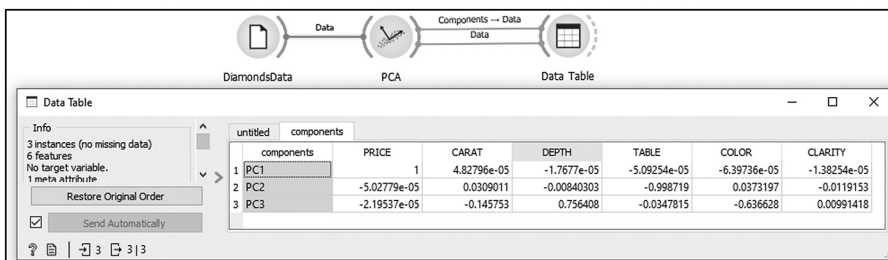 Data
Components → Data
Data
DiamondsData
PCA
Data Table
Data Table
Info
3 instances (no missing data)
6 features
No target variable.
1 meta attribute
Restore Original Order
Send Automatically
3 3|3
untitled components
components PRICE CARAT DEPTH TABLE COLOR CLARITY
1 PC1 1 4.82796e-05 -1.7677e-05 -5.09254e-05 -6.39736e-05 -1.38254e-05
2 PC2 -5.02779e-05 0.0309011 -0.00840303 -0.998719 0.0373197 -0.0119153
3 PC3 -2.19537e-05 -0.145753 0.756408 -0.0347815 -0.636628 0.00991418